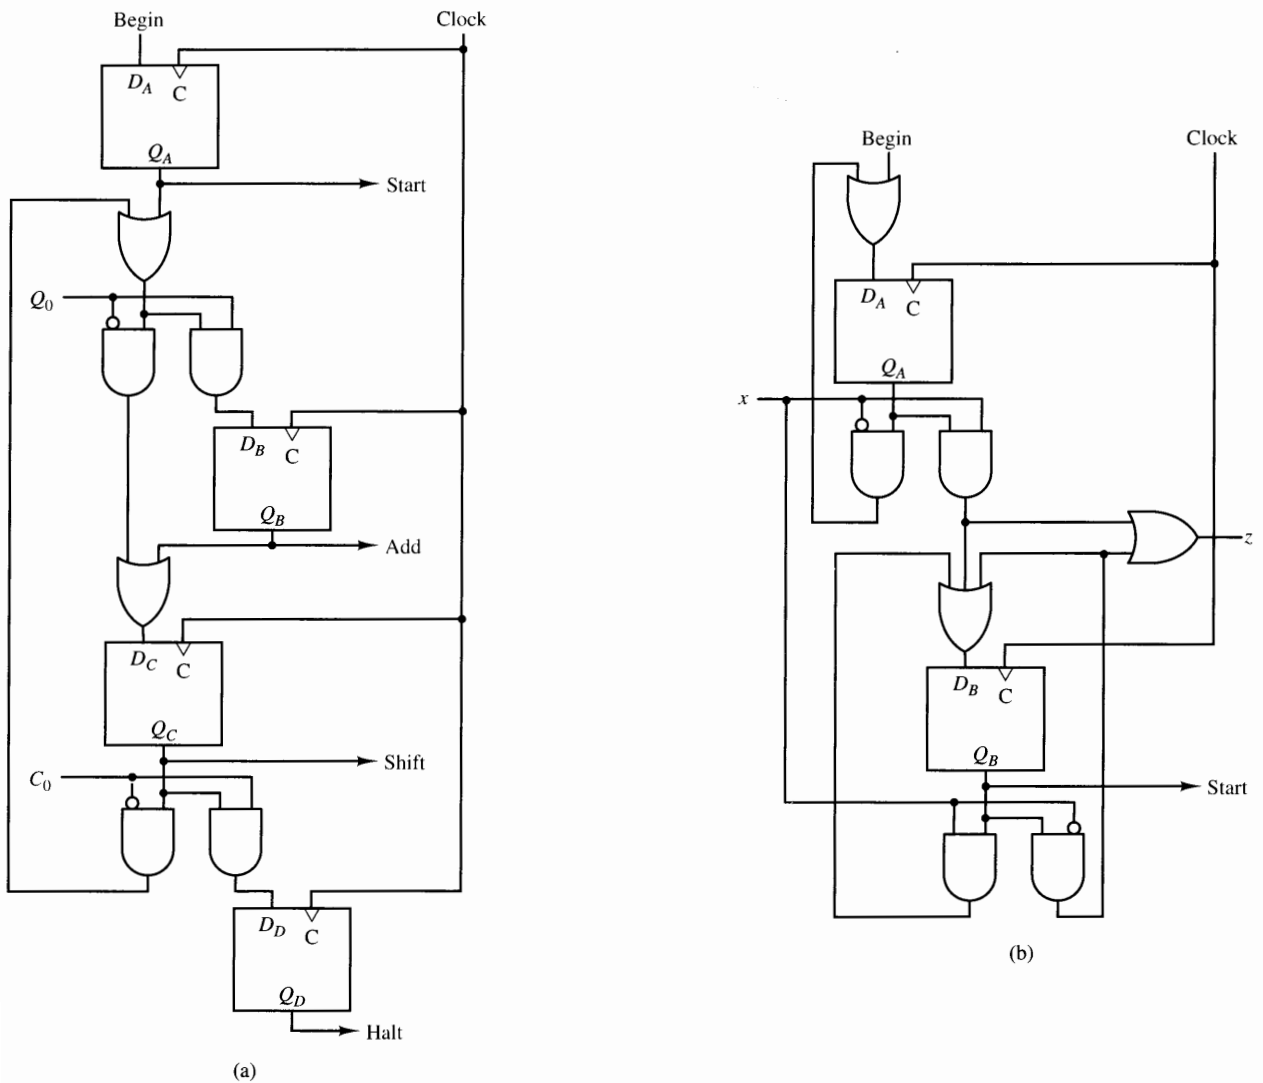 Begin
Clock
D_A
C
Q_A
Start
Q_0
D_B
C
Q_B
Add
D_C
C
Q_C
Shift
C_0
D_D
C
Q_D
Halt
(a)
Begin
Clock
D_A
C
Q_A
x
z
D_B
C
Q_B
Start
(b)